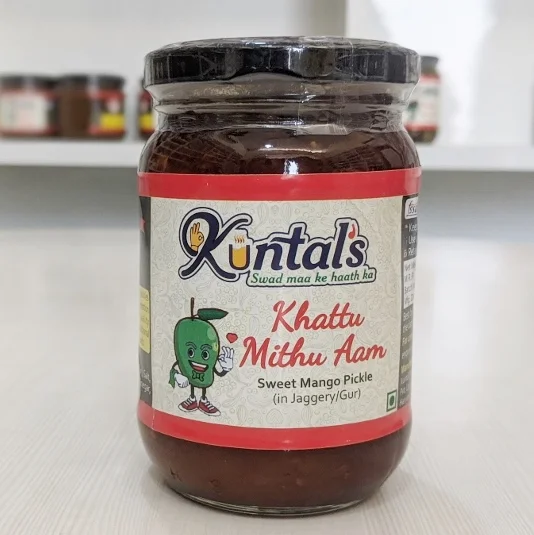 Kuntal's
Swad maa ke haath ka
Khattu
Mithu Aam
Sweet Mango Pickle
(in Jaggery/Gur)